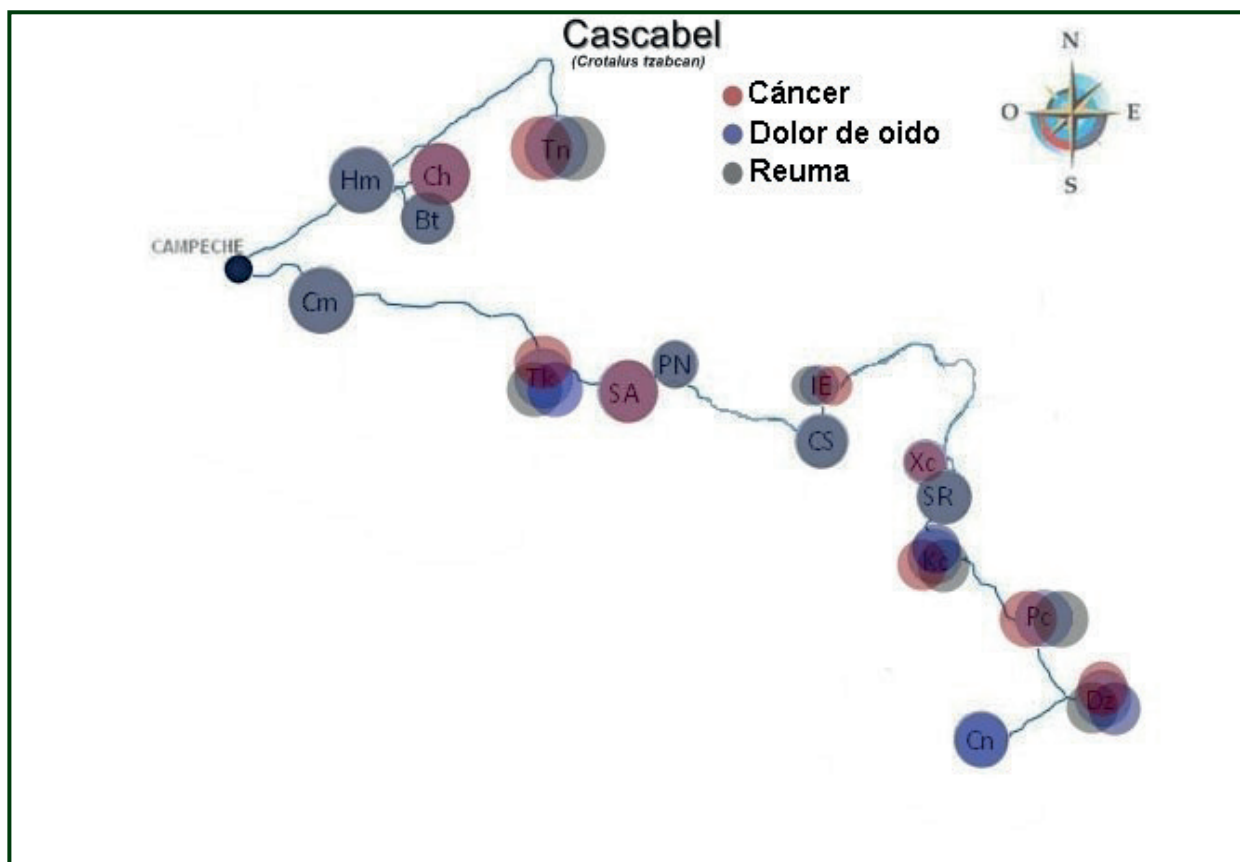 Cascabel
(Crotalus tzabcan)
Cáncer
Dolor de oido
Reuma
N
O
E
S
Tn
Hm
Ch
Bt
CAMPECHE
Cm
Tk
SA
PN
IE
CS
Xc
SR
Kc
Pc
Dz
Cn